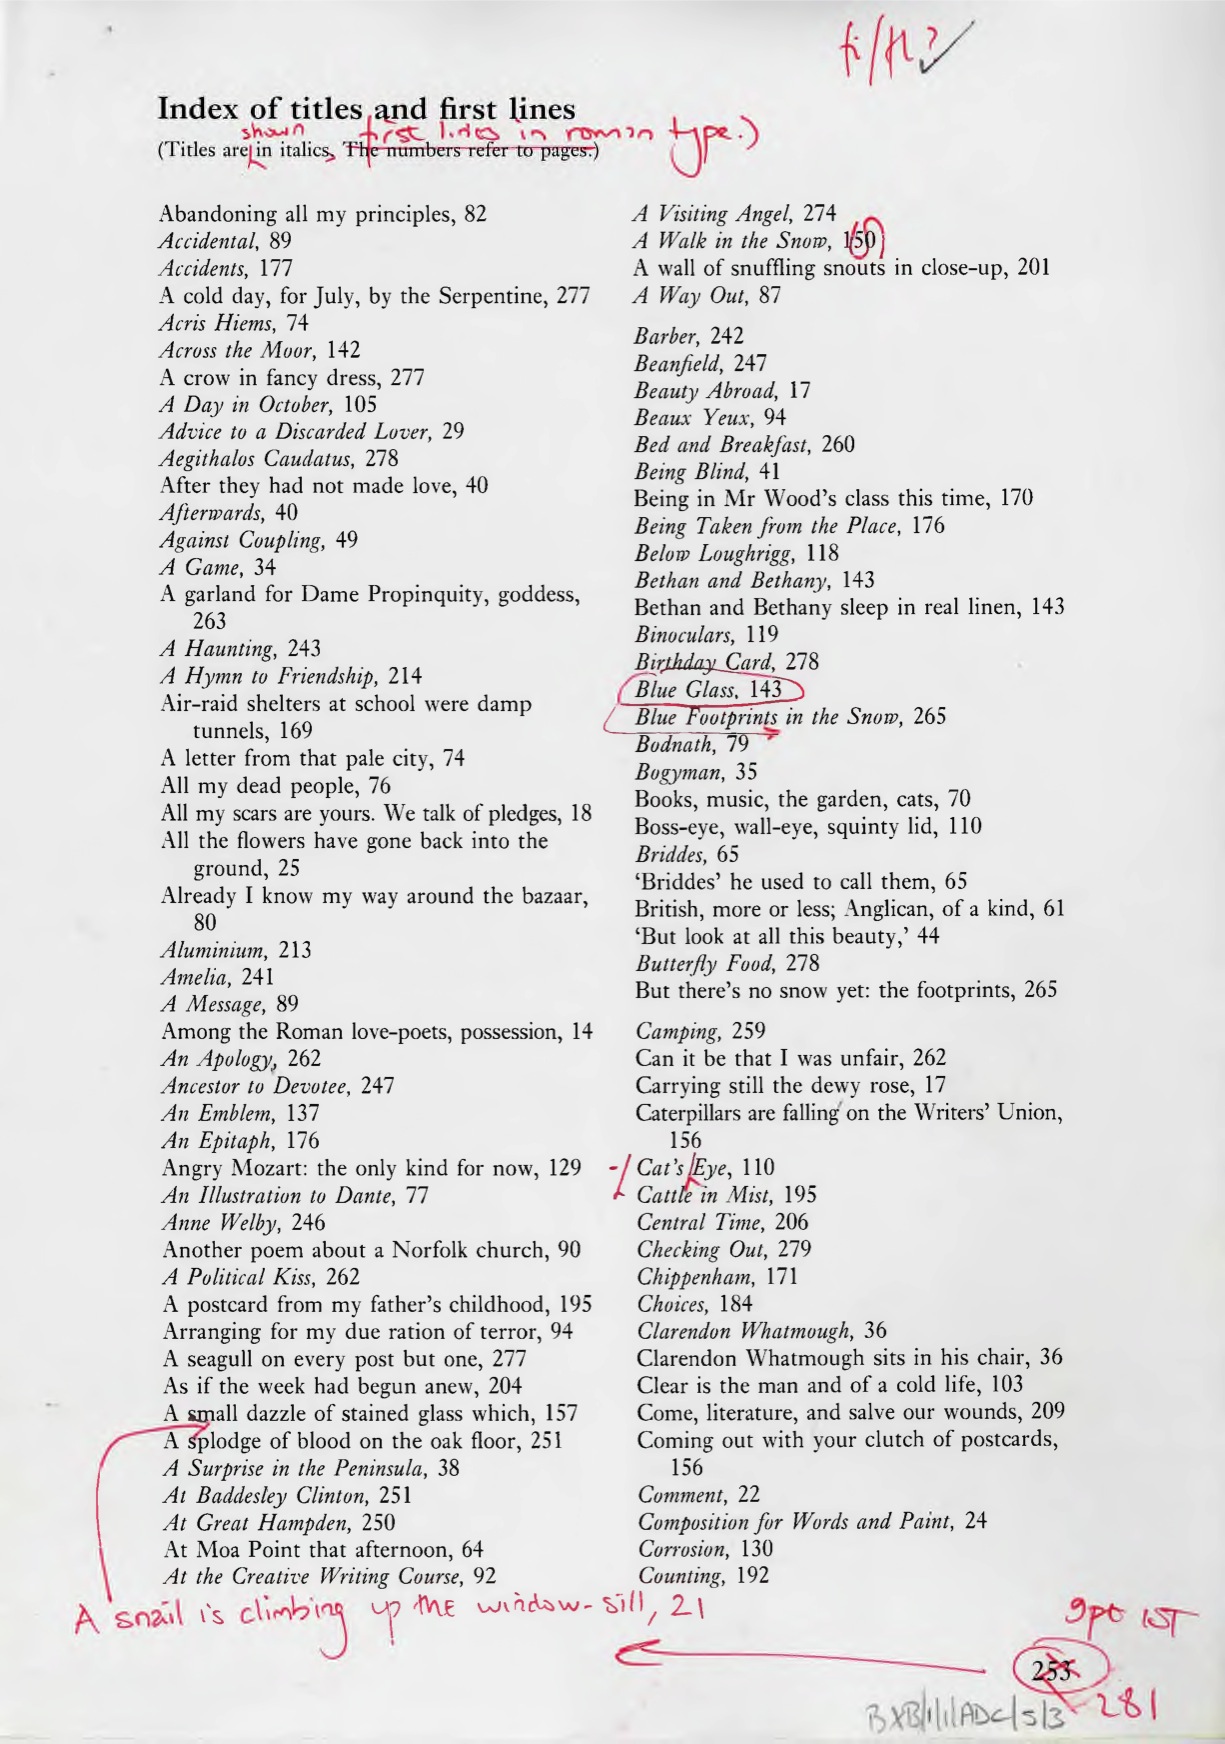 fi/fl?
Index of titles and first lines
shown first lines in roman type.)
(Titles are in italics, The numbers refer to pages.)
Abandoning all my principles, 82
Accidental, 89
Accidents, 177
A cold day, for July, by the Serpentine, 277
Acris Hiems, 74
Across the Moor, 142
A crow in fancy dress, 277
A Day in October, 105
Advice to a Discarded Lover, 29
Aegithalos Caudatus, 278
After they had not made love, 40
Afterwards, 40
Against Coupling, 49
A Game, 34
A garland for Dame Propinquity, goddess,
263
A Haunting, 243
A Hymn to Friendship, 214
Air-raid shelters at school were damp
tunnels, 169
A letter from that pale city, 74
All my dead people, 76
All my scars are yours. We talk of pledges, 18
All the flowers have gone back into the
ground, 25
Already I know my way around the bazaar,
80
Aluminium, 213
Amelia, 241
A Message, 89
Among the Roman love-poets, possession, 14
An Apology, 262
Ancestor to Devotee, 247
An Emblem, 137
An Epitaph, 176
Angry Mozart: the only kind for now, 129
An Illustration to Dante, 77
Anne Welby, 246
Another poem about a Norfolk church, 90
A Political Kiss, 262
A postcard from my father's childhood, 195
Arranging for my due ration of terror, 94
A seagull on every post but one, 277
As if the week had begun anew, 204
A small dazzle of stained glass which, 157
A splodge of blood on the oak floor, 251
A Surprise in the Peninsula, 38
At Baddesley Clinton, 251
At Great Hampden, 250
At Moa Point that afternoon, 64
At the Creative Writing Course, 92
A snail is climbing up the window-sill, 21
A Visiting Angel, 274
A Walk in the Snow, 150
A wall of snuffling snouts in close-up, 201
A Way Out, 87
Barber, 242
Beanfield, 247
Beauty Abroad, 17
Beaux Yeux, 94
Bed and Breakfast, 260
Being Blind, 41
Being in Mr Wood's class this time, 170
Being Taken from the Place, 176
Below Loughrigg, 118
Bethan and Bethany, 143
Bethan and Bethany sleep in real linen, 143
Binoculars, 119
Birthday Card, 278
Blue Glass, 143
Blue Footprints in the Snow, 265
Bodnath, 79
Bogyman, 35
Books, music, the garden, cats, 70
Boss-eye, wall-eye, squinty lid, 110
Briddes, 65
‘Briddes’ he used to call them, 65
British, more or less; Anglican, of a kind, 61
‘But look at all this beauty,’ 44
Butterfly Food, 278
But there's no snow yet: the footprints, 265
Camping, 259
Can it be that I was unfair, 262
Carrying still the dewy rose, 17
Caterpillars are falling on the Writers' Union,
156
-/ Cat's Eye, 110
Cattle in Mist, 195
Central Time, 206
Checking Out, 279
Chippenham, 171
Choices, 184
Clarendon Whatmough, 36
Clarendon Whatmough sits in his chair, 36
Clear is the man and of a cold life, 103
Come, literature, and salve our wounds, 209
Coming out with your clutch of postcards,
156
Comment, 22
Composition for Words and Paint, 24
Corrosion, 130
Counting, 192
9pt IST
253
281
BXB/1/1/ADC/5/3